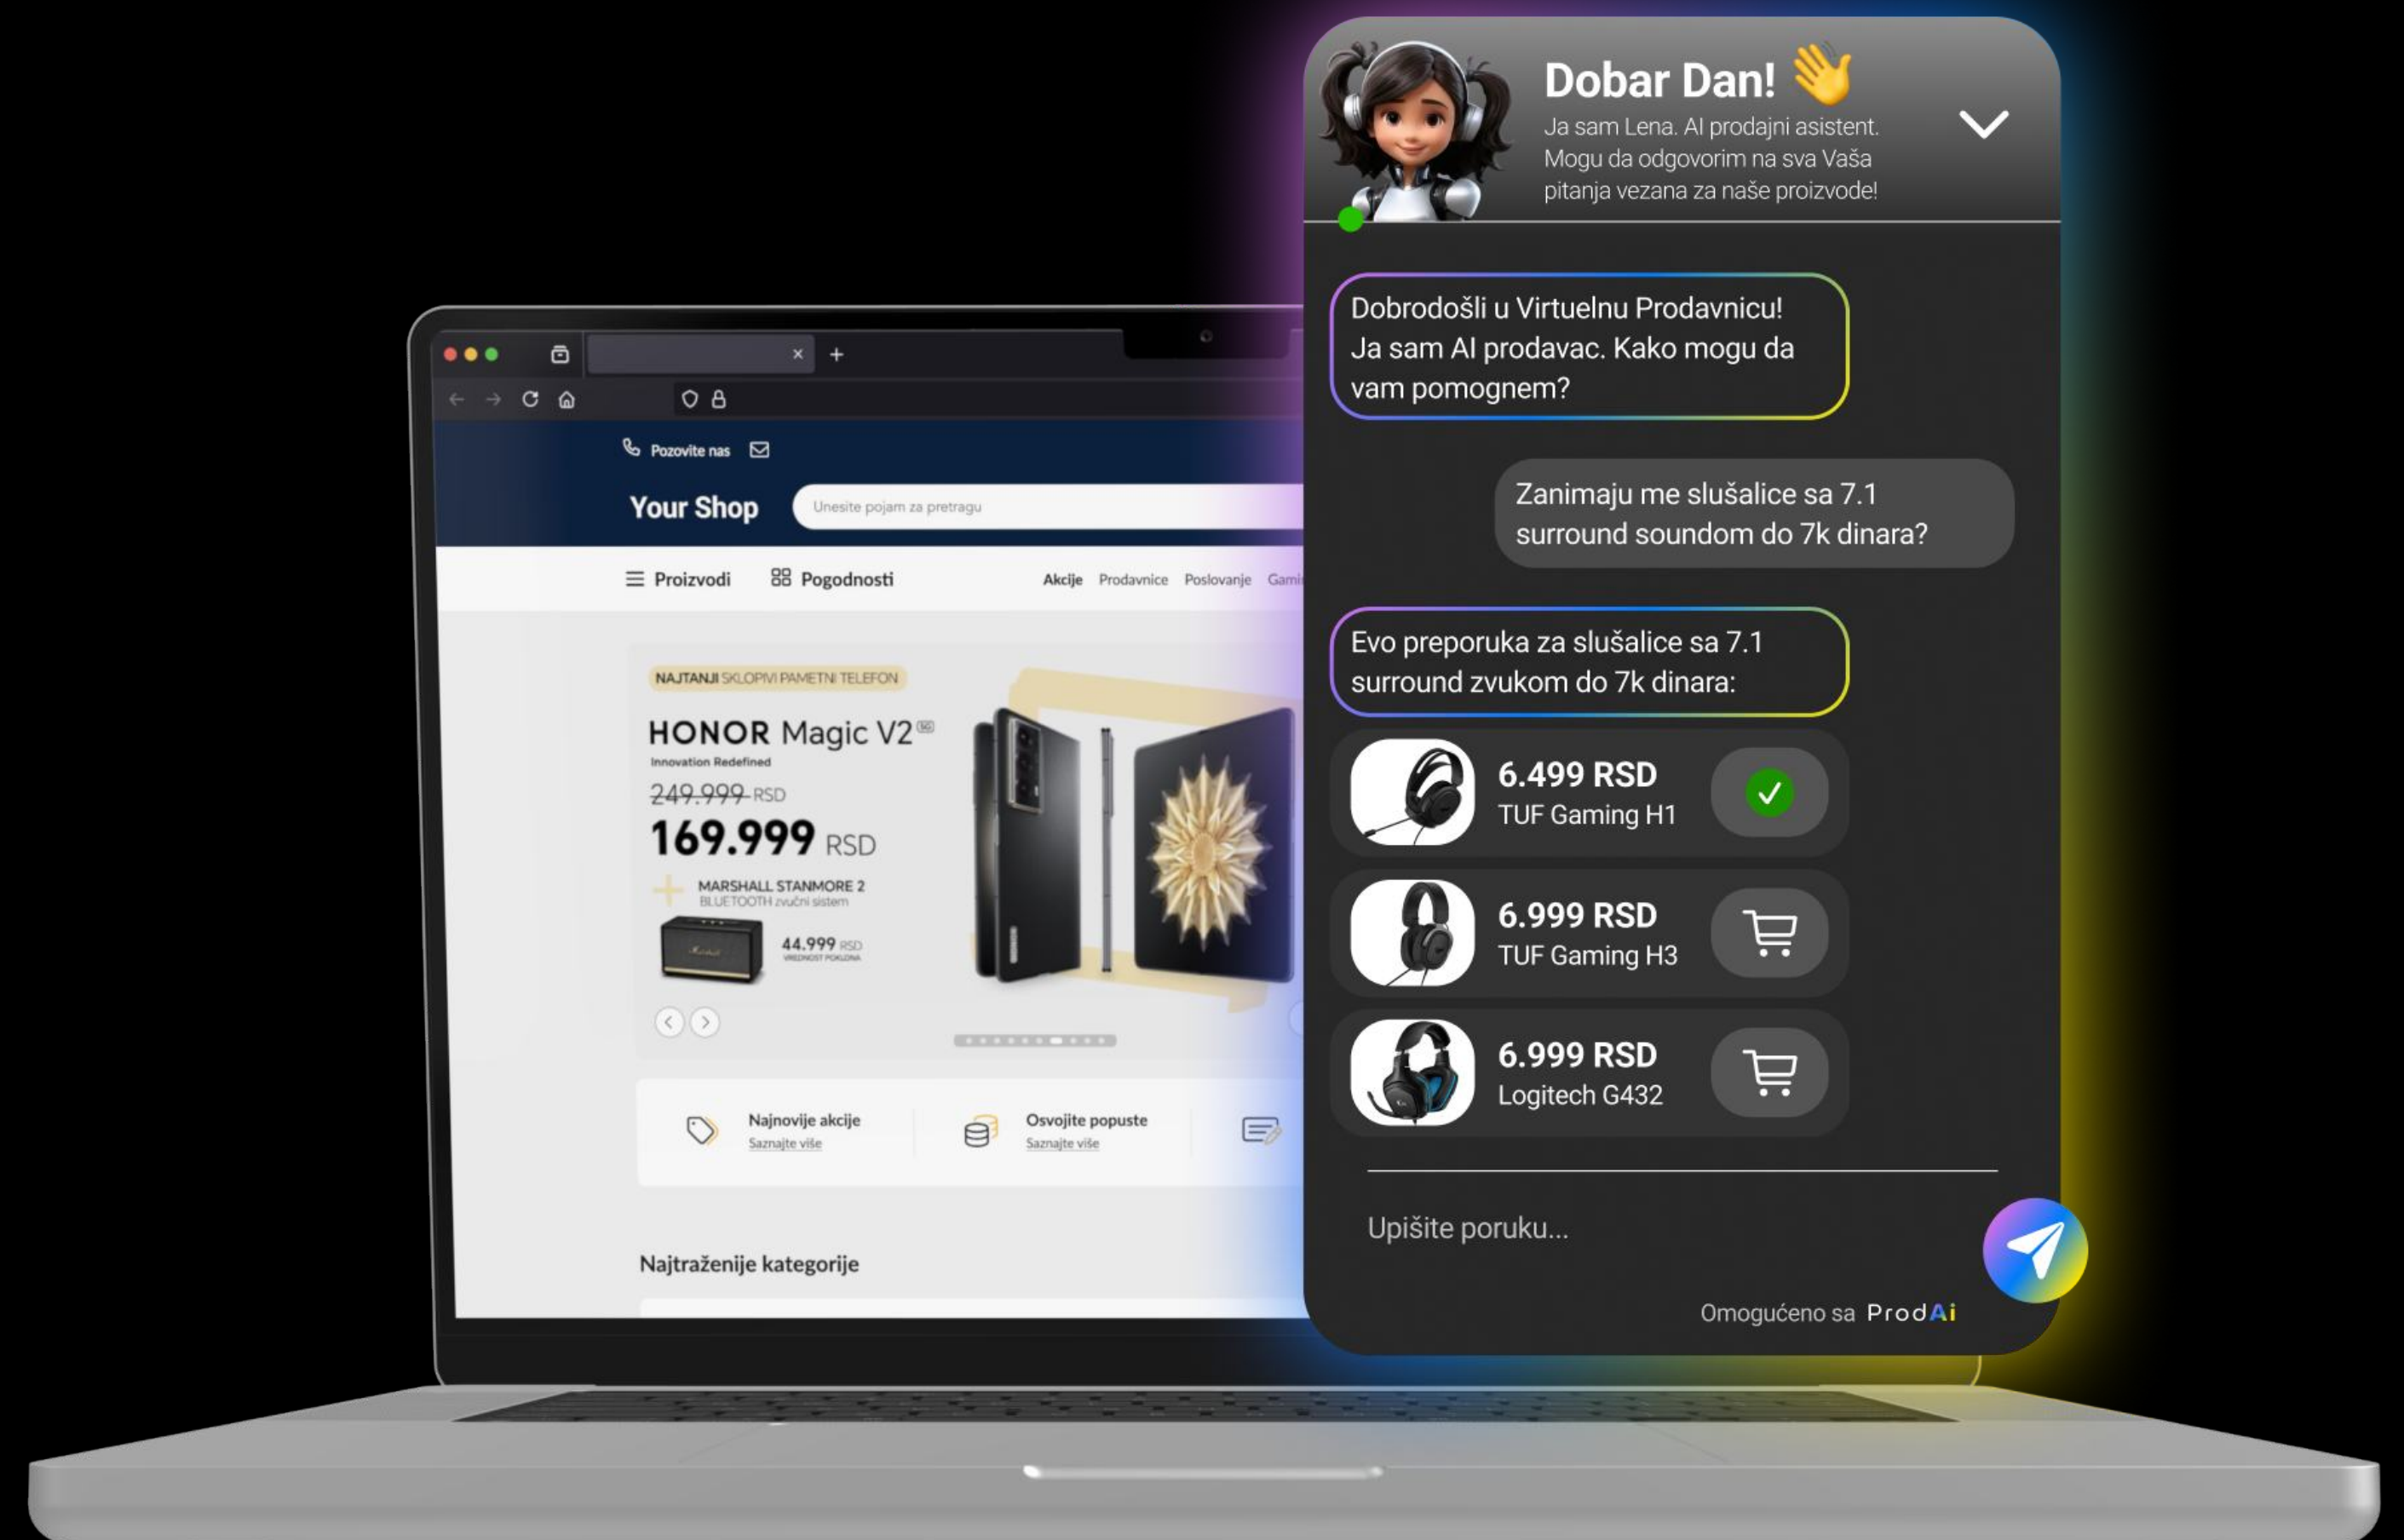 Pozovite nas
Your Shop
Unesite pojam za pretragu
Proizvodi
Pogodnosti
Akcije
Prodavnice
Poslovanje
NAJTANJI SKLOPIVI PAMETNI TELEFON
HONOR Magic V2 5G
Innovation Redefined
249.999 RSD
169.999 RSD
MARSHALL STANMORE 2
BLUETOOTH zvučni sistem
Marshall
44.999 RSD
VREDNOST POKLONA
HONOR
Najnovije akcije
Saznajte više
Osvojite popuste
Saznajte više
Najtraženije kategorije
Dobar Dan! 👋
Ja sam Lena. AI prodajni asistent.
Mogu da odgovorim na sva Vaša
pitanja vezana za naše proizvode!
Dobrodošli u Virtuelnu Prodavnicu!
Ja sam AI prodavac. Kako mogu da
vam pomognem?
Zanimaju me slušalice sa 7.1
surround soundom do 7k dinara?
Evo preporuka za slušalice sa 7.1
surround zvukom do 7k dinara:
6.499 RSD
TUF Gaming H1
6.999 RSD
TUF Gaming H3
6.999 RSD
Logitech G432
Upišite poruku...
Omogućeno sa ProdAi